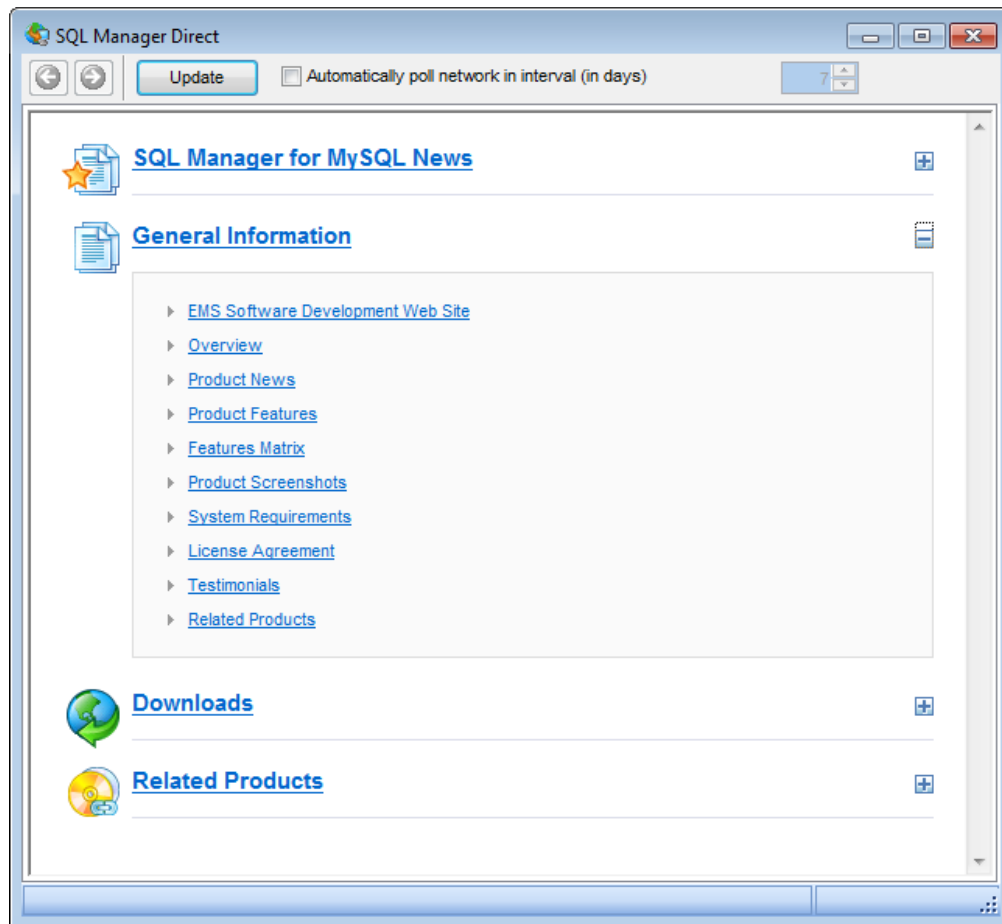 SQL Manager Direct
Update
Automatically poll network in interval (in days)
7
SQL Manager for MySQL News
General Information
EMS Software Development Web Site
Overview
Product News
Product Features
Features Matrix
Product Screenshots
System Requirements
License Agreement
Testimonials
Related Products
Downloads
Related Products